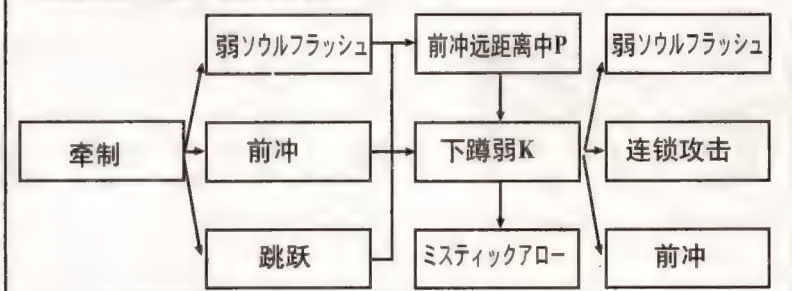 弱ソウルフラッシュ
前冲远距离中P
弱ソウルフラッシュ
牵制
前冲
下蹲弱K
连锁攻击
跳跃
ミスティックアロー
前冲